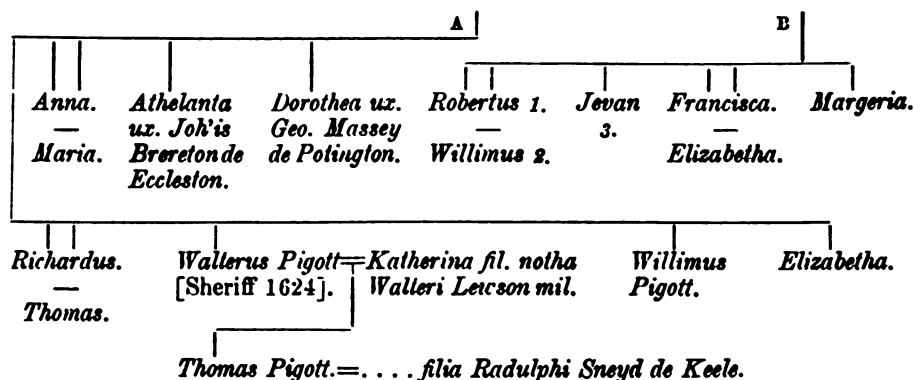 A B
Anna. Athelanta Dorothea ux. Robertus 1. Jevan Francisca. Margeria.
— ux. Joh'is Geo. Massey — 3. —
Maria. Brereton de de Potington. Willimus 2. Elizabetha.
Eccleston.
Richardus. Walterus Pigott=Katherina fil. notha Willimus Elizabetha.
— [Sheriff 1624]. Walteri Lewson mil. Pigott.
Thomas.
Thomas Pigott.=. . . . filia Radulphi Sneyd de Keele.